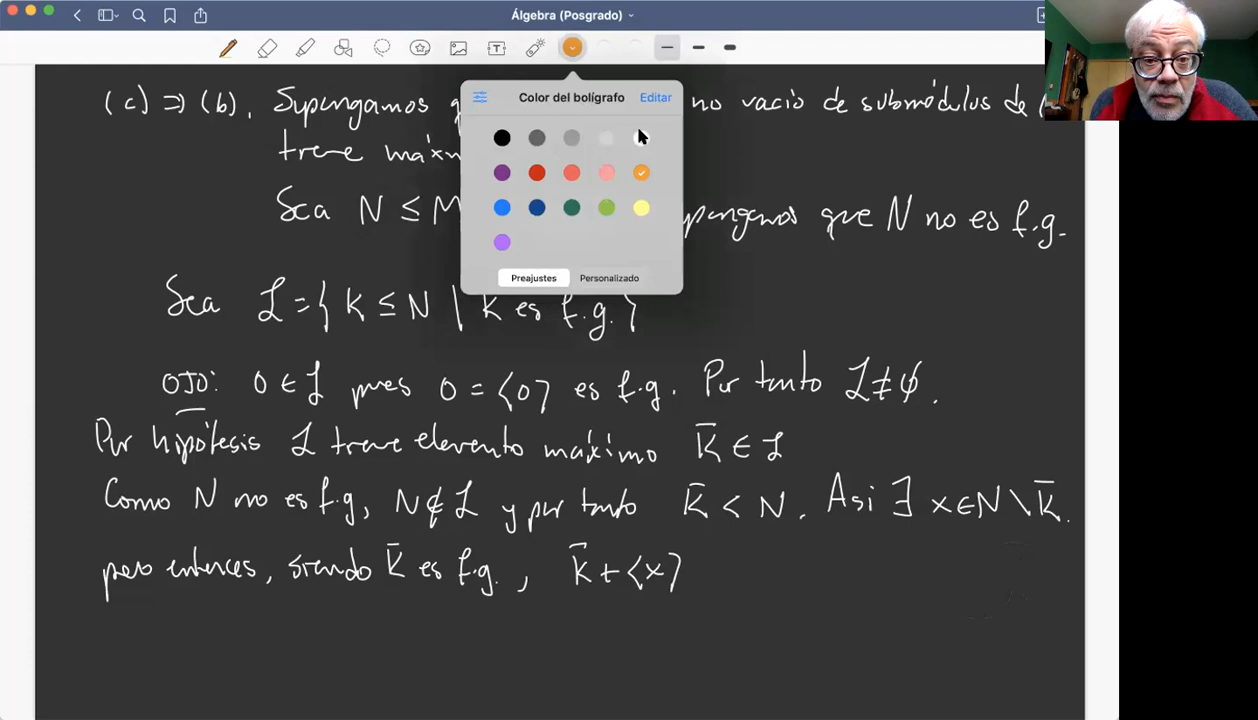 Álgebra (Posgrado)
Color del bolígrafo Editar
Preajustes Personalizado
(c) ⇒ (b). Supongamos no vacío de submódulos de
tiene máx
Sea N ≤ M que N no es f.g.
Sea ℒ = { K ≤ N | K es f.g. }
OJO: 0 ∈ ℒ pues 0 = ⟨0⟩ es f.g. Por tanto ℒ ≠ ∅.
Por hipótesis ℒ tiene elemento máximo K̄ ∈ ℒ
Como N no es f.g, N ∉ ℒ y por tanto K̄ < N. Asi ∃ x ∈ N \ K̄.
pero entonces, siendo K̄ es f.g., K̄ + ⟨x⟩